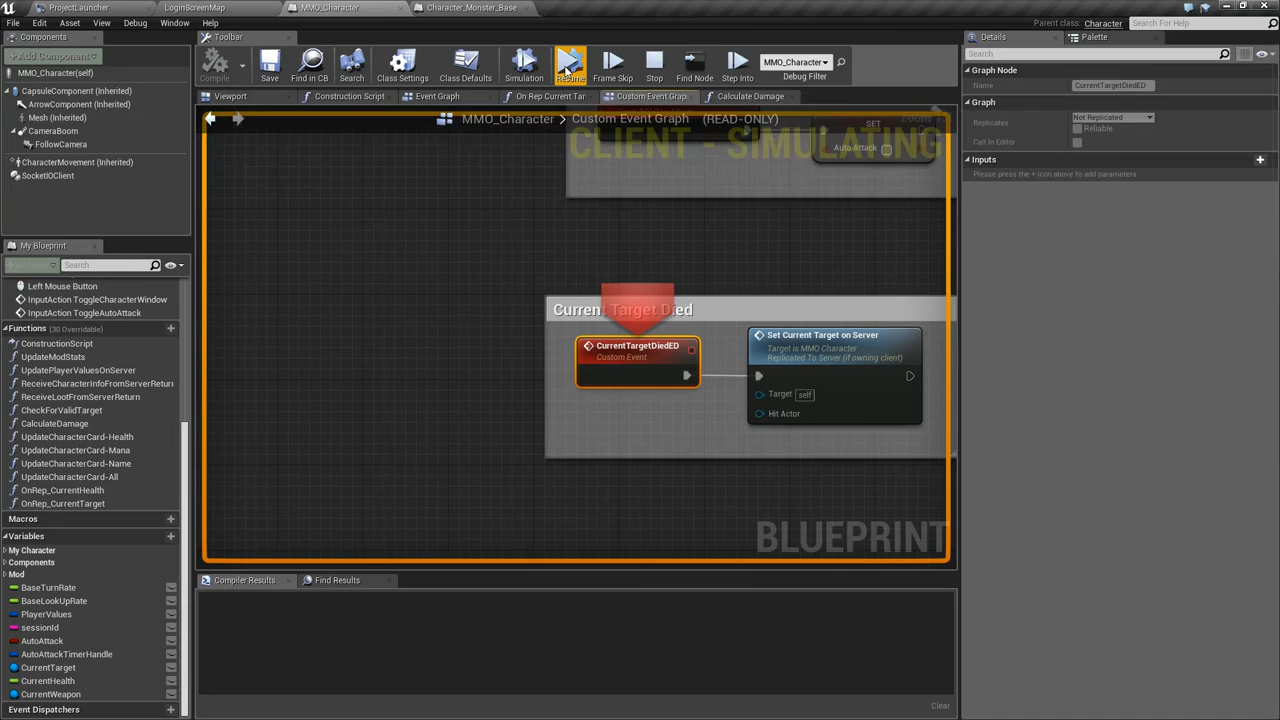 ProjectLauncher
LoginScreenMap
MMO_Character
Character_Monster_Base
File
Edit
Asset
View
Debug
Window
Help
Parent class: Character
Search For Help
Components
+ Add Component
MMO_Character(self)
CapsuleComponent (Inherited)
ArrowComponent (Inherited)
Mesh (Inherited)
CameraBoom
FollowCamera
CharacterMovement (Inherited)
SocketIOClient
My Blueprint
Search
Left Mouse Button
InputAction ToggleCharacterWindow
InputAction ToggleAutoAttack
Functions (30 Overridable)
ConstructionScript
UpdateModStats
UpdatePlayerValuesOnServer
ReceiveCharacterInfoFromServerReturn
ReceiveLootFromServerReturn
CheckForValidTarget
CalculateDamage
UpdateCharacterCard-Health
UpdateCharacterCard-Mana
UpdateCharacterCard-Name
UpdateCharacterCard-All
OnRep_CurrentHealth
OnRep_CurrentTarget
Macros
Variables
My Character
Components
Mod
BaseTurnRate
BaseLookUpRate
PlayerValues
sessionId
AutoAttack
AutoAttackTimerHandle
CurrentTarget
CurrentHealth
CurrentWeapon
Event Dispatchers
Toolbar
Compile
Save
Find in CB
Search
Class Settings
Class Defaults
Simulation
Resume
Frame Skip
Stop
Find Node
Step Into
MMO_Character
Debug Filter
Viewport
Construction Script
Event Graph
On Rep Current Tar
Custom Event Grap
Calculate Damage
MMO_Character > Custom Event Graph (READ-ONLY)
Zoom
CLIENT - SIMULATING
SET
Auto Attack
Current Target Died
CurrentTargetDiedED
Custom Event
Set Current Target on Server
Target is MMO Character
Replicated To Server (if owning client)
Target self
Hit Actor
BLUEPRINT
Compiler Results
Find Results
Clear
Details
Palette
Search
Graph Node
Name CurrentTargetDiedED
Graph
Replicates Not Replicated
Reliable
Call In Editor
Inputs
Please press the + icon above to add parameters